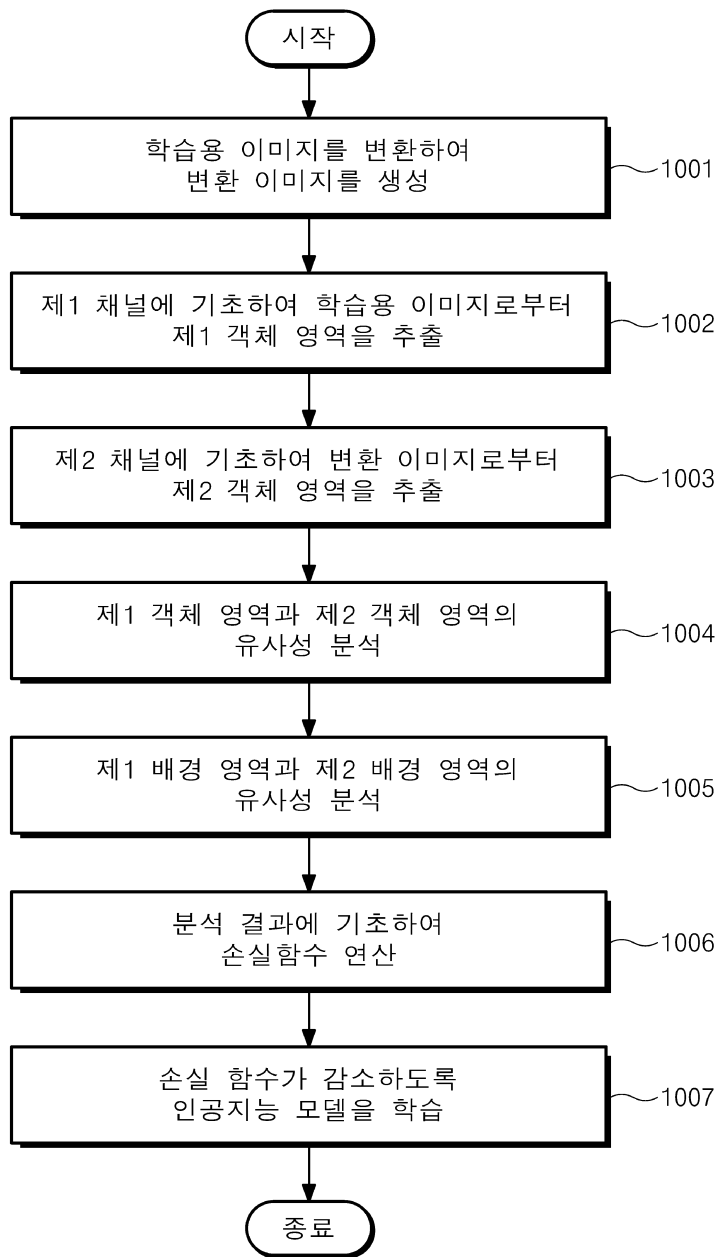 시작
학습용 이미지를 변환하여
변환 이미지를 생성
1001
제1 채널에 기초하여 학습용 이미지로부터
제1 객체 영역을 추출
1002
제2 채널에 기초하여 변환 이미지로부터
제2 객체 영역을 추출
1003
제1 객체 영역과 제2 객체 영역의
유사성 분석
1004
제1 배경 영역과 제2 배경 영역의
유사성 분석
1005
분석 결과에 기초하여
손실함수 연산
1006
손실 함수가 감소하도록
인공지능 모델을 학습
1007
종료